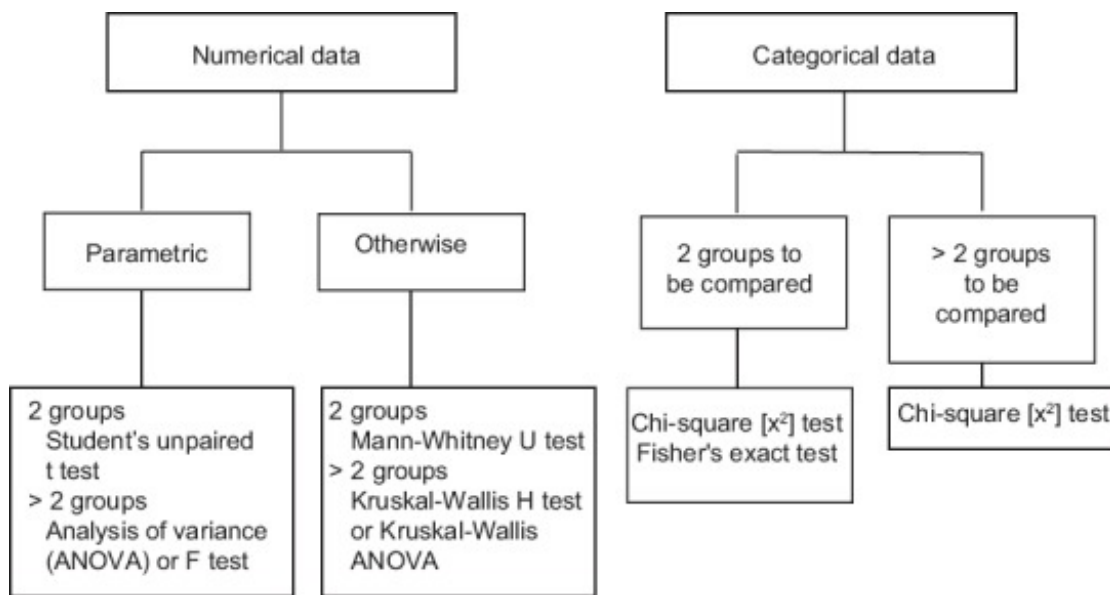 Numerical data
Categorical data
Parametric
Otherwise
2 groups to
be compared
> 2 groups
to be
compared
2 groups
Student's unpaired
t test
> 2 groups
Analysis of variance
(ANOVA) or F test
2 groups
Mann-Whitney U test
> 2 groups
Kruskal-Wallis H test
or Kruskal-Wallis
ANOVA
Chi-square [x²] test
Fisher's exact test
Chi-square [x²] test